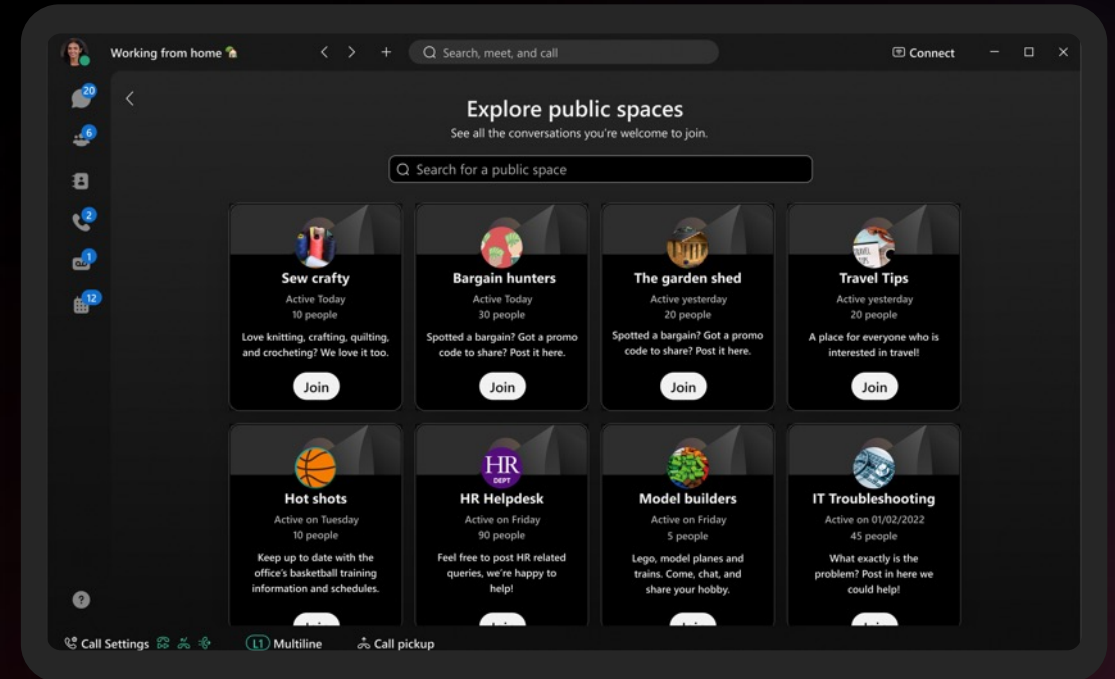 Working from home
Search, meet, and call
Connect
20
6
2
1
12
Explore public spaces
See all the conversations you're welcome to join.
Search for a public space
Sew crafty
Active Today
10 people
Love knitting, crafting, quilting,
and crocheting? We love it too.
Join
Bargain hunters
Active Today
30 people
Spotted a bargain? Got a promo
code to share? Post it here.
Join
The garden shed
Active yesterday
20 people
Spotted a bargain? Got a promo
code to share? Post it here.
Join
TRAVEL
TIPS
Travel Tips
Active yesterday
20 people
A place for everyone who is
interested in travel!
Join
Hot shots
Active on Tuesday
10 people
Keep up to date with the
office's basketball training
information and schedules.
HR
DEPT
HR Helpdesk
Active on Friday
90 people
Feel free to post HR related
queries, we're happy to
help!
Model builders
Active on Friday
5 people
Lego, model planes and
trains. Come, chat, and
share your hobby.
IT Troubleshooting
Active on 01/02/2022
45 people
What exactly is the
problem? Post in here we
could help!
?
Call Settings
L1 Multiline
Call pickup